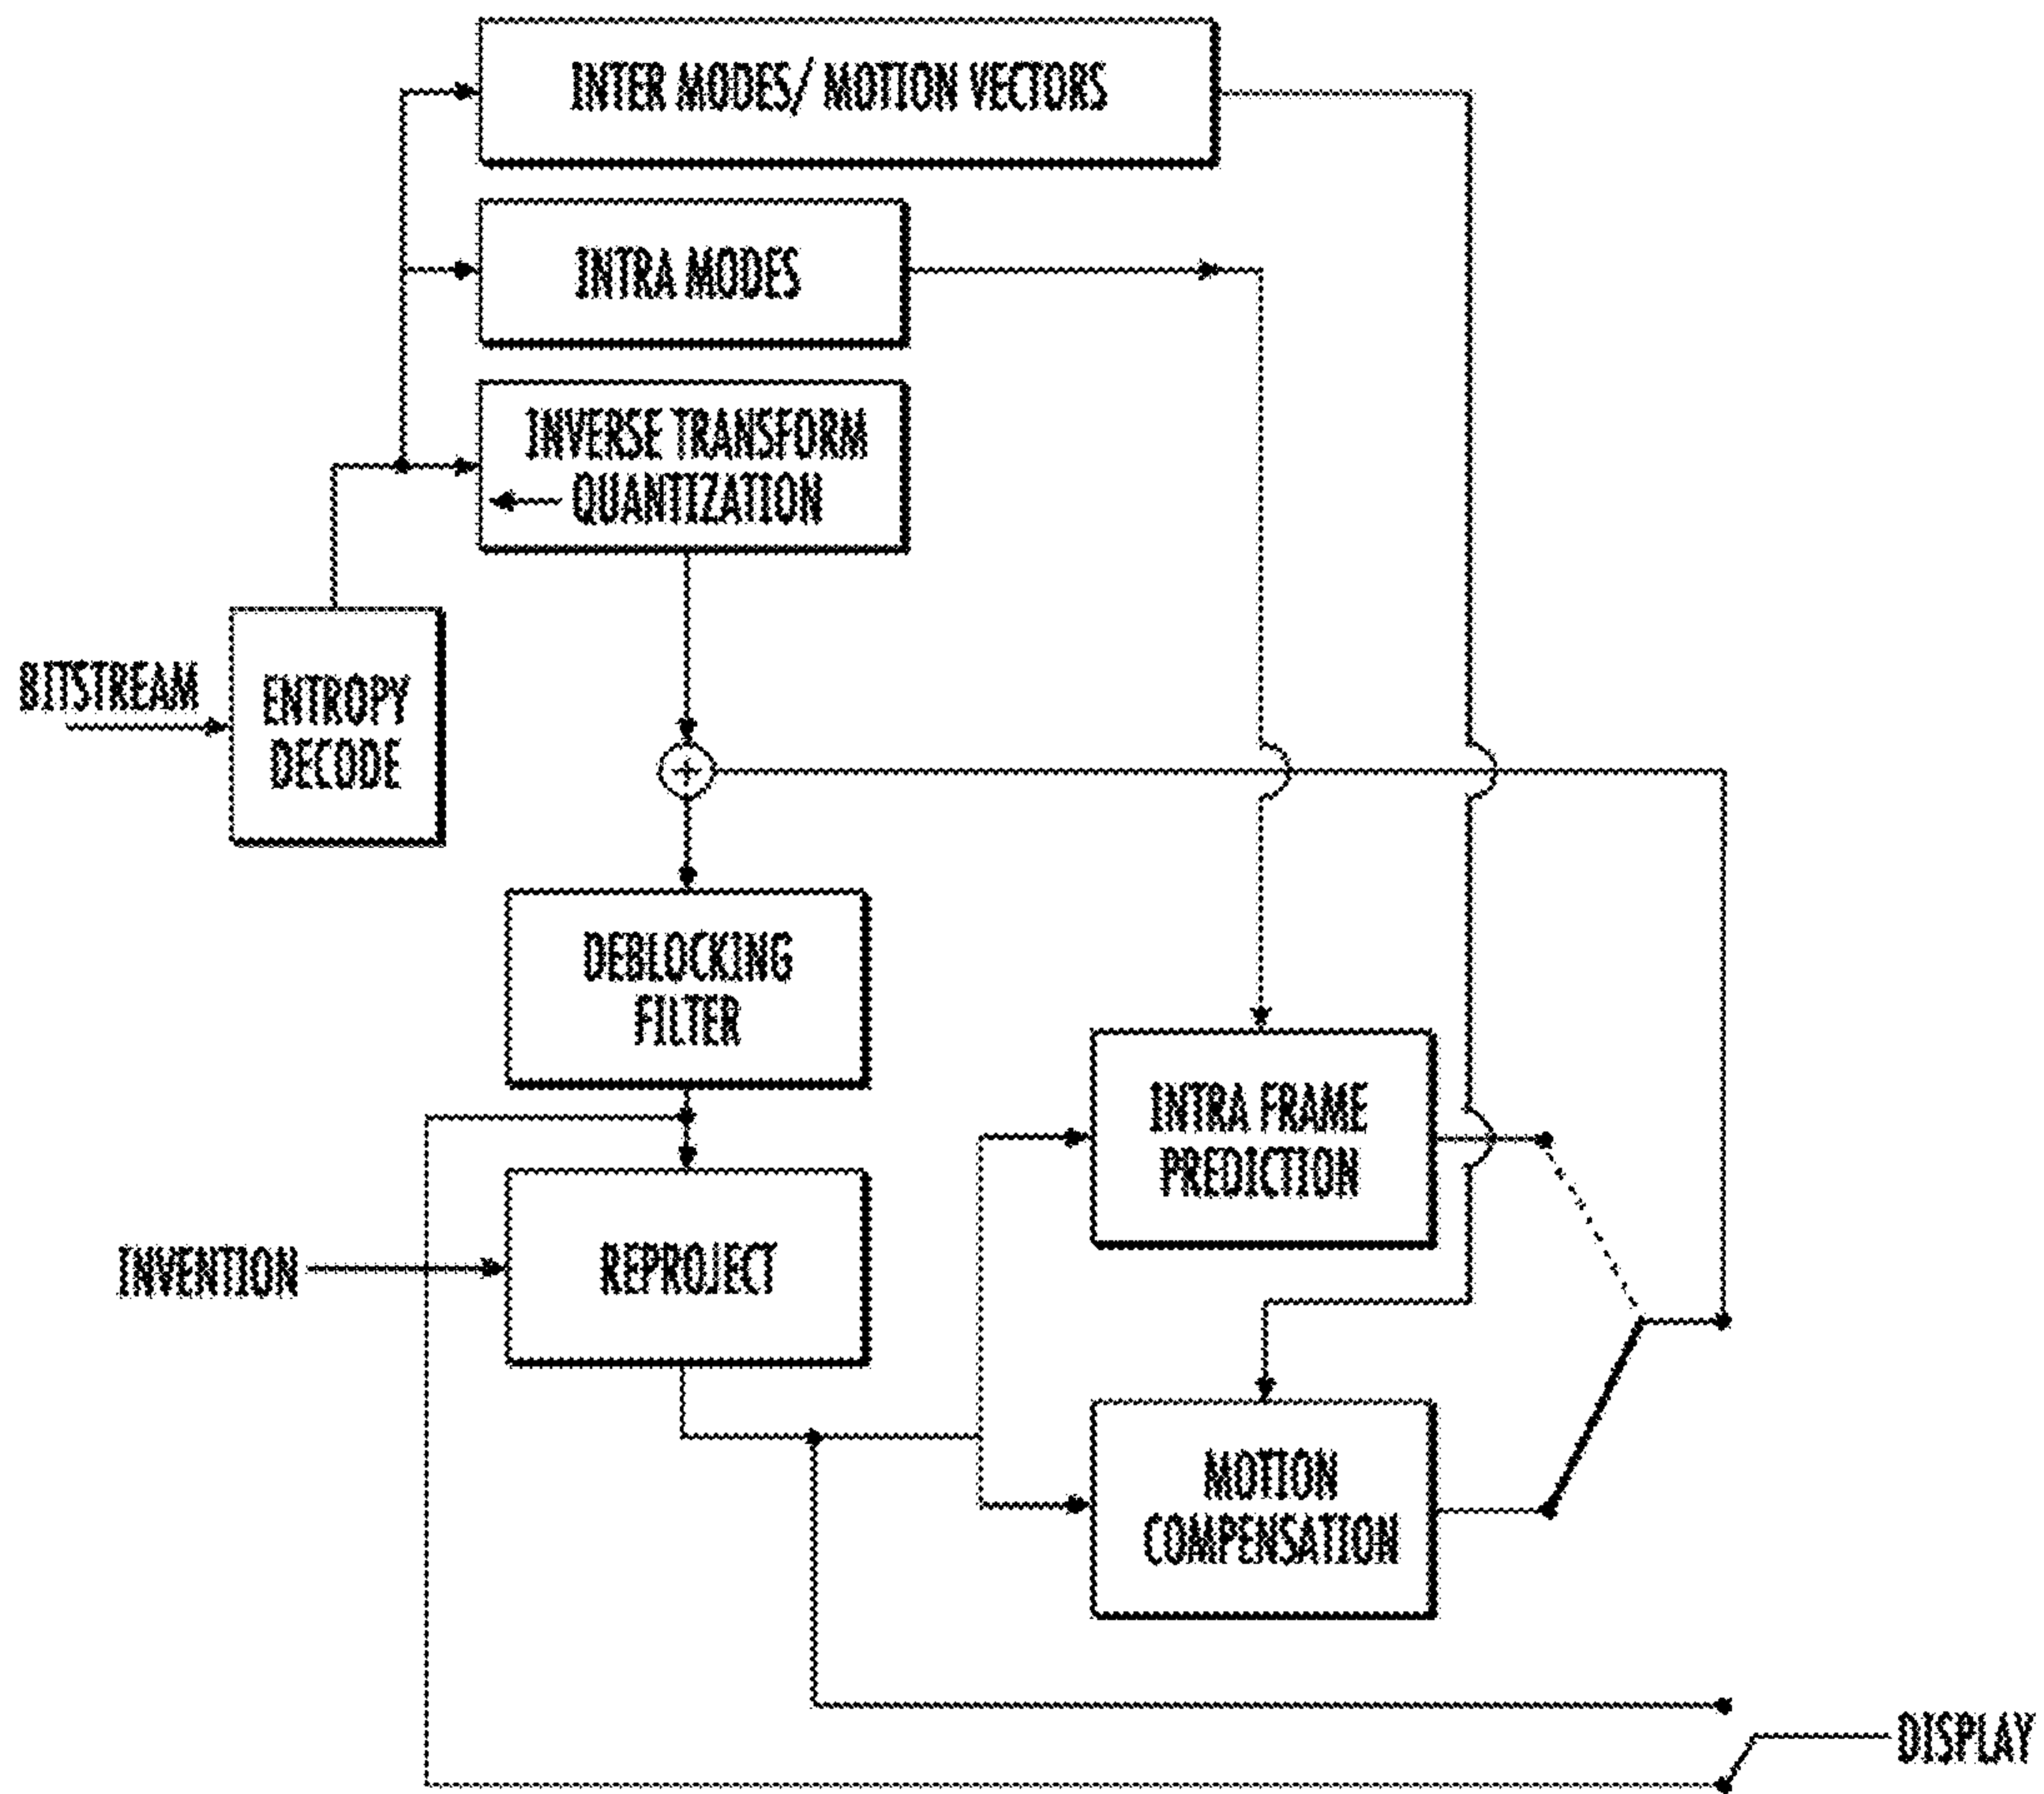 INTER MODES/ MOTION VECTORS
INTRA MODES
INVERSE TRANSFORM
QUANTIZATION
BITSTREAM
ENTROPY
DECODE
+
DEBLOCKING
FILTER
INTRA FRAME
PREDICTION
INVENTION
REPROJECT
MOTION
COMPENSATION
DISPLAY